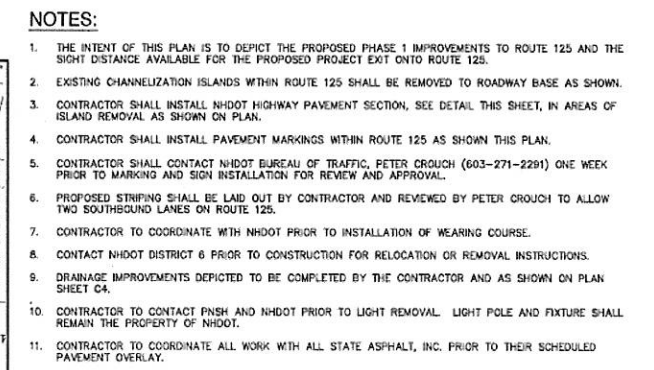 NOTES:
1. THE INTENT OF THIS PLAN IS TO DEPICT THE PROPOSED PHASE 1 IMPROVEMENTS TO ROUTE 125 AND THE
SIGHT DISTANCE AVAILABLE FOR THE PROPOSED PROJECT EXIT ONTO ROUTE 125.
2. EXISTING CHANNELIZATION ISLANDS WITHIN ROUTE 125 SHALL BE REMOVED TO ROADWAY BASE AS SHOWN.
3. CONTRACTOR SHALL INSTALL NHDOT HIGHWAY PAVEMENT SECTION, SEE DETAIL THIS SHEET, IN AREAS OF
ISLAND REMOVAL AS SHOWN ON PLAN.
4. CONTRACTOR SHALL INSTALL PAVEMENT MARKINGS WITHIN ROUTE 125 AS SHOWN THIS PLAN.
5. CONTRACTOR SHALL CONTACT NHDOT BUREAU OF TRAFFIC, PETER CROUCH (603-271-2291) ONE WEEK
PRIOR TO MARKING AND SIGN INSTALLATION FOR REVIEW AND APPROVAL.
6. PROPOSED STRIPING SHALL BE LAID OUT BY CONTRACTOR AND REVIEWED BY PETER CROUCH TO ALLOW
TWO SOUTHBOUND LANES ON ROUTE 125.
7. CONTRACTOR TO COORDINATE WITH NHDOT PRIOR TO INSTALLATION OF WEARING COURSE.
8. CONTACT NHDOT DISTRICT 6 PRIOR TO CONSTRUCTION FOR RELOCATION OR REMOVAL INSTRUCTIONS.
9. DRAINAGE IMPROVEMENTS DEPICTED TO BE COMPLETED BY THE CONTRACTOR AND AS SHOWN ON PLAN
SHEET C4.
10. CONTRACTOR TO CONTACT PNSH AND NHDOT PRIOR TO LIGHT REMOVAL. LIGHT POLE AND FIXTURE SHALL
REMAIN THE PROPERTY OF NHDOT.
11. CONTRACTOR TO COORDINATE ALL WORK WITH ALL STATE ASPHALT, INC. PRIOR TO THEIR SCHEDULED
PAVEMENT OVERLAY.